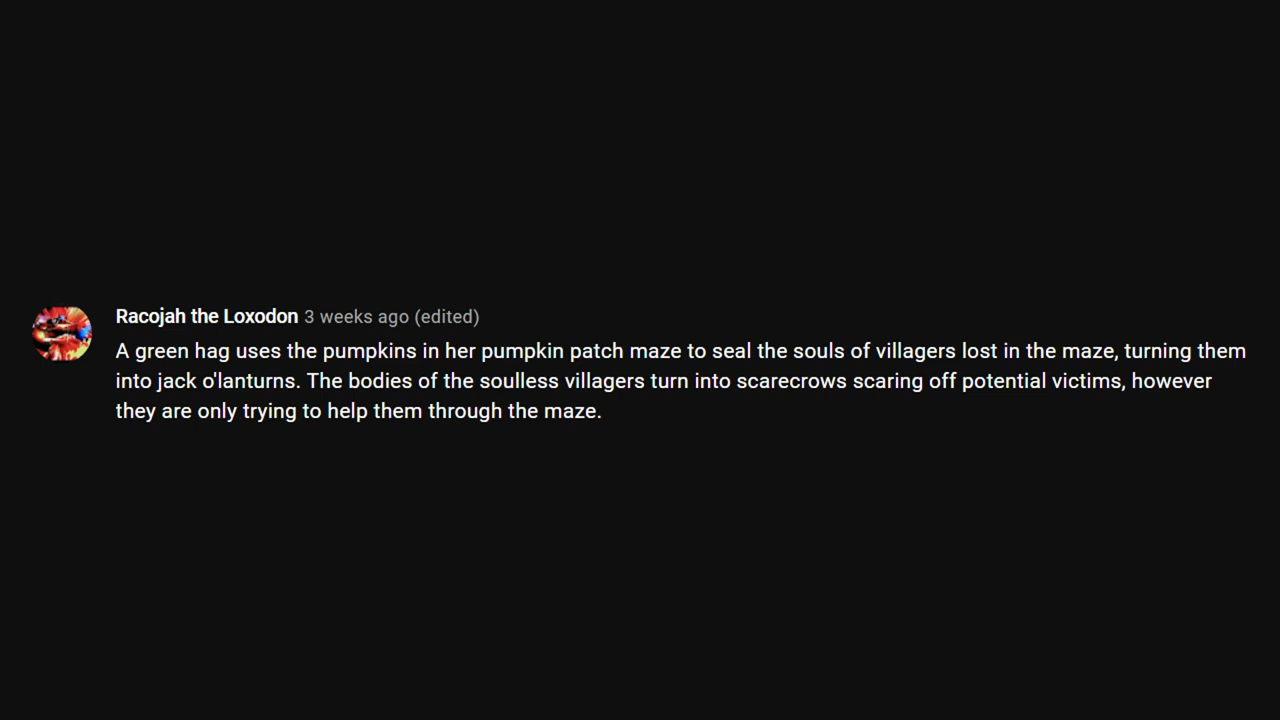 Racojah the Loxodon 3 weeks ago (edited)
A green hag uses the pumpkins in her pumpkin patch maze to seal the souls of villagers lost in the maze, turning them
into jack o'lanturns. The bodies of the soulless villagers turn into scarecrows scaring off potential victims, however
they are only trying to help them through the maze.